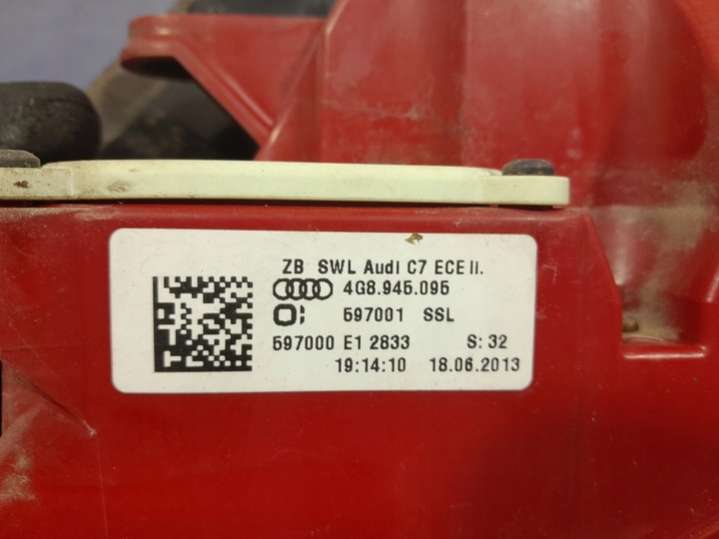 ZB SWL Audi C7 ECE li.
4G8.945.095
597001 SSL
597000 E1 2833 S: 32
19:14:10 18.06.2013